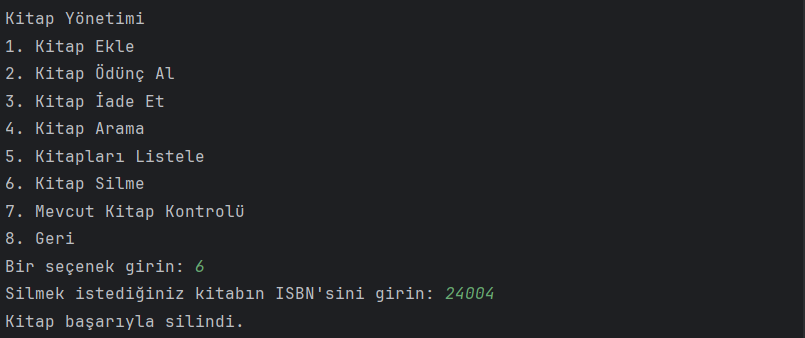 Kitap Yönetimi
1. Kitap Ekle
2. Kitap Ödünç Al
3. Kitap İade Et
4. Kitap Arama
5. Kitapları Listele
6. Kitap Silme
7. Mevcut Kitap Kontrolü
8. Geri
Bir seçenek girin: 6
Silmek istediğiniz kitabın ISBN'sini girin: 24004
Kitap başarıyla silindi.